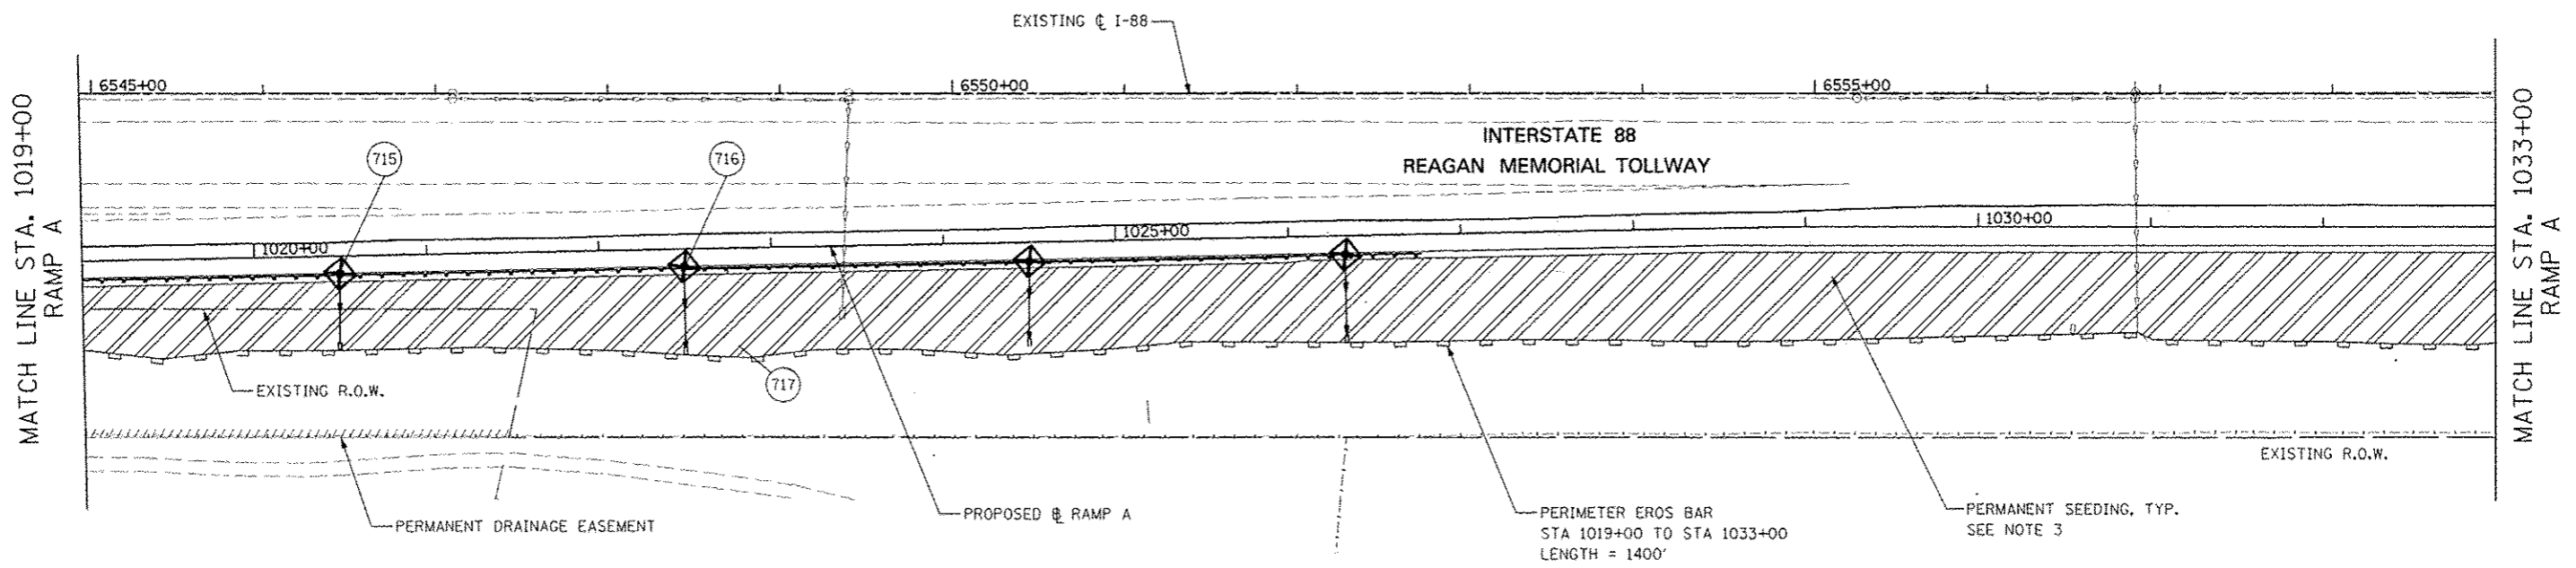 EXISTING ℄ I-88
6545+00
6550+00
6555+00
MATCH LINE STA. 1019+00
RAMP A
INTERSTATE 88
REAGAN MEMORIAL TOLLWAY
MATCH LINE STA. 1033+00
RAMP A
715
716
1020+00
1025+00
1030+00
717
EXISTING R.O.W.
EXISTING R.O.W.
PERMANENT DRAINAGE EASEMENT
PROPOSED ℄ RAMP A
PERIMETER EROS BAR
STA 1019+00 TO STA 1033+00
LENGTH = 1400'
PERMANENT SEEDING, TYP.
SEE NOTE 3